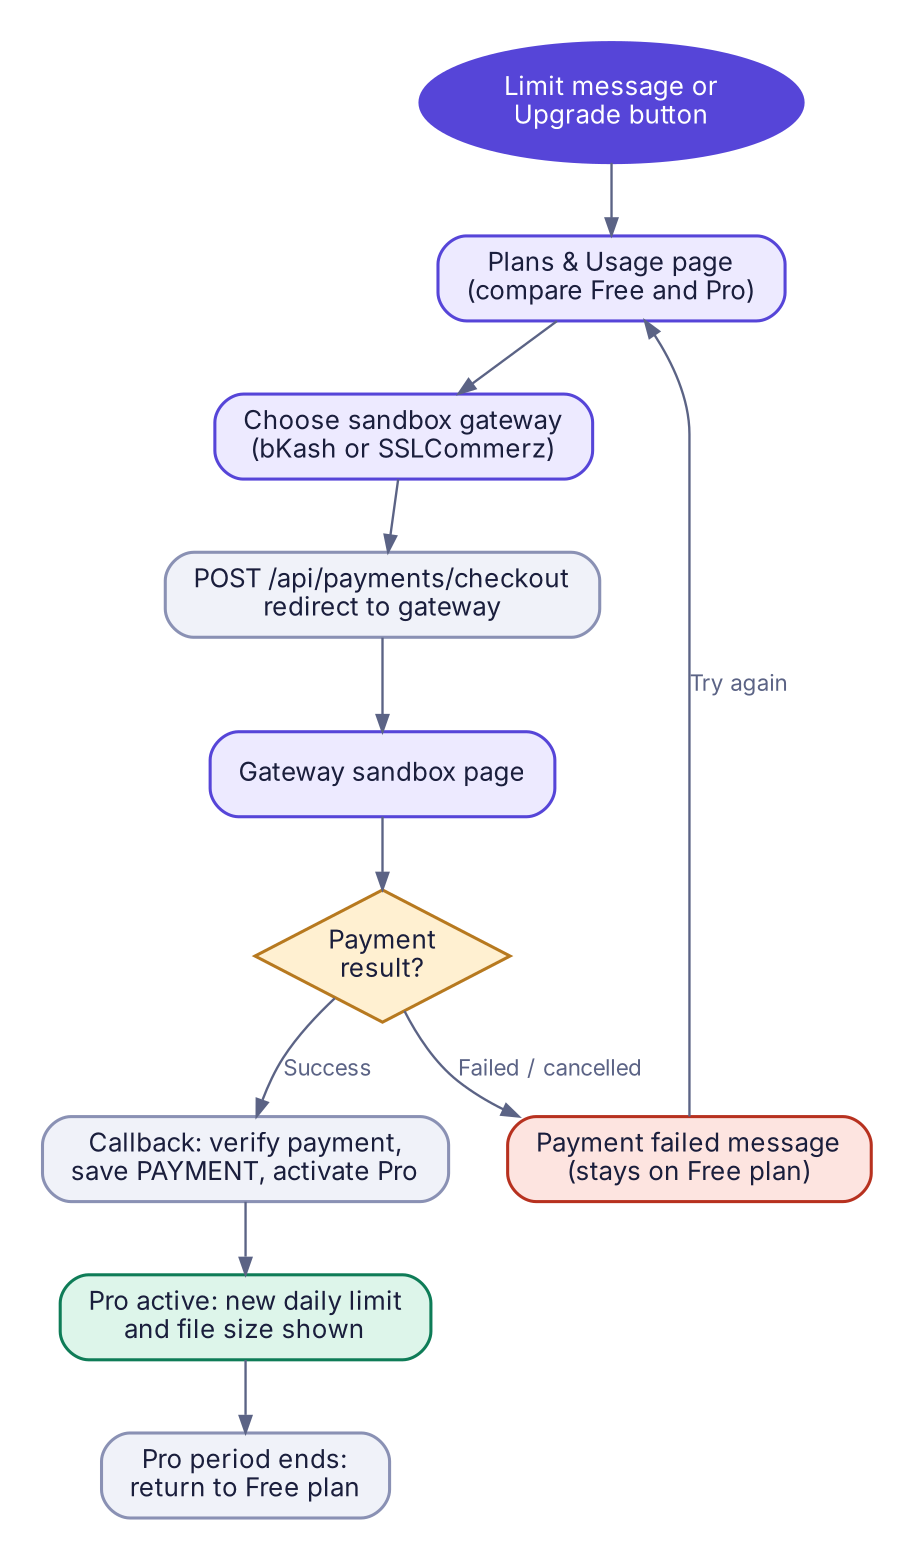 Limit message or
Upgrade button
Plans & Usage page
(compare Free and Pro)
Choose sandbox gateway
(bKash or SSLCommerz)
POST /api/payments/checkout
redirect to gateway
Try again
Gateway sandbox page
Payment
result?
Success
Failed / cancelled
Callback: verify payment,
save PAYMENT, activate Pro
Payment failed message
(stays on Free plan)
Pro active: new daily limit
and file size shown
Pro period ends:
return to Free plan